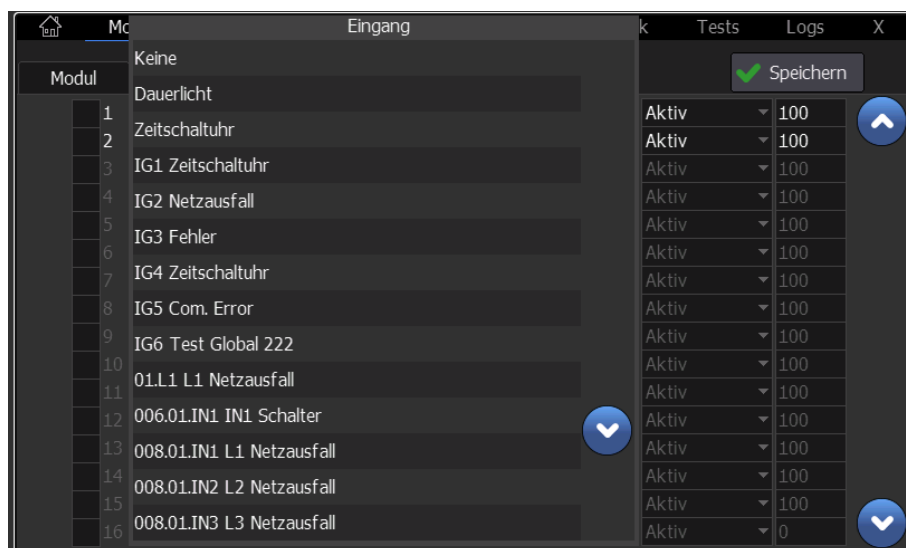 Mo Eingang k Tests Logs X
Modul
Speichern
Keine
Dauerlicht
Zeitschaltuhr
IG1 Zeitschaltuhr
IG2 Netzausfall
IG3 Fehler
IG4 Zeitschaltuhr
IG5 Com. Error
IG6 Test Global 222
01.L1 L1 Netzausfall
006.01.IN1 IN1 Schalter
008.01.IN1 L1 Netzausfall
008.01.IN2 L2 Netzausfall
008.01.IN3 L3 Netzausfall
1 Aktiv 100
2 Aktiv 100
3 Aktiv 100
4 Aktiv 100
5 Aktiv 100
6 Aktiv 100
7 Aktiv 100
8 Aktiv 100
9 Aktiv 100
10 Aktiv 100
11 Aktiv 100
12 Aktiv 100
13 Aktiv 100
14 Aktiv 100
15 Aktiv 100
16 Aktiv 0